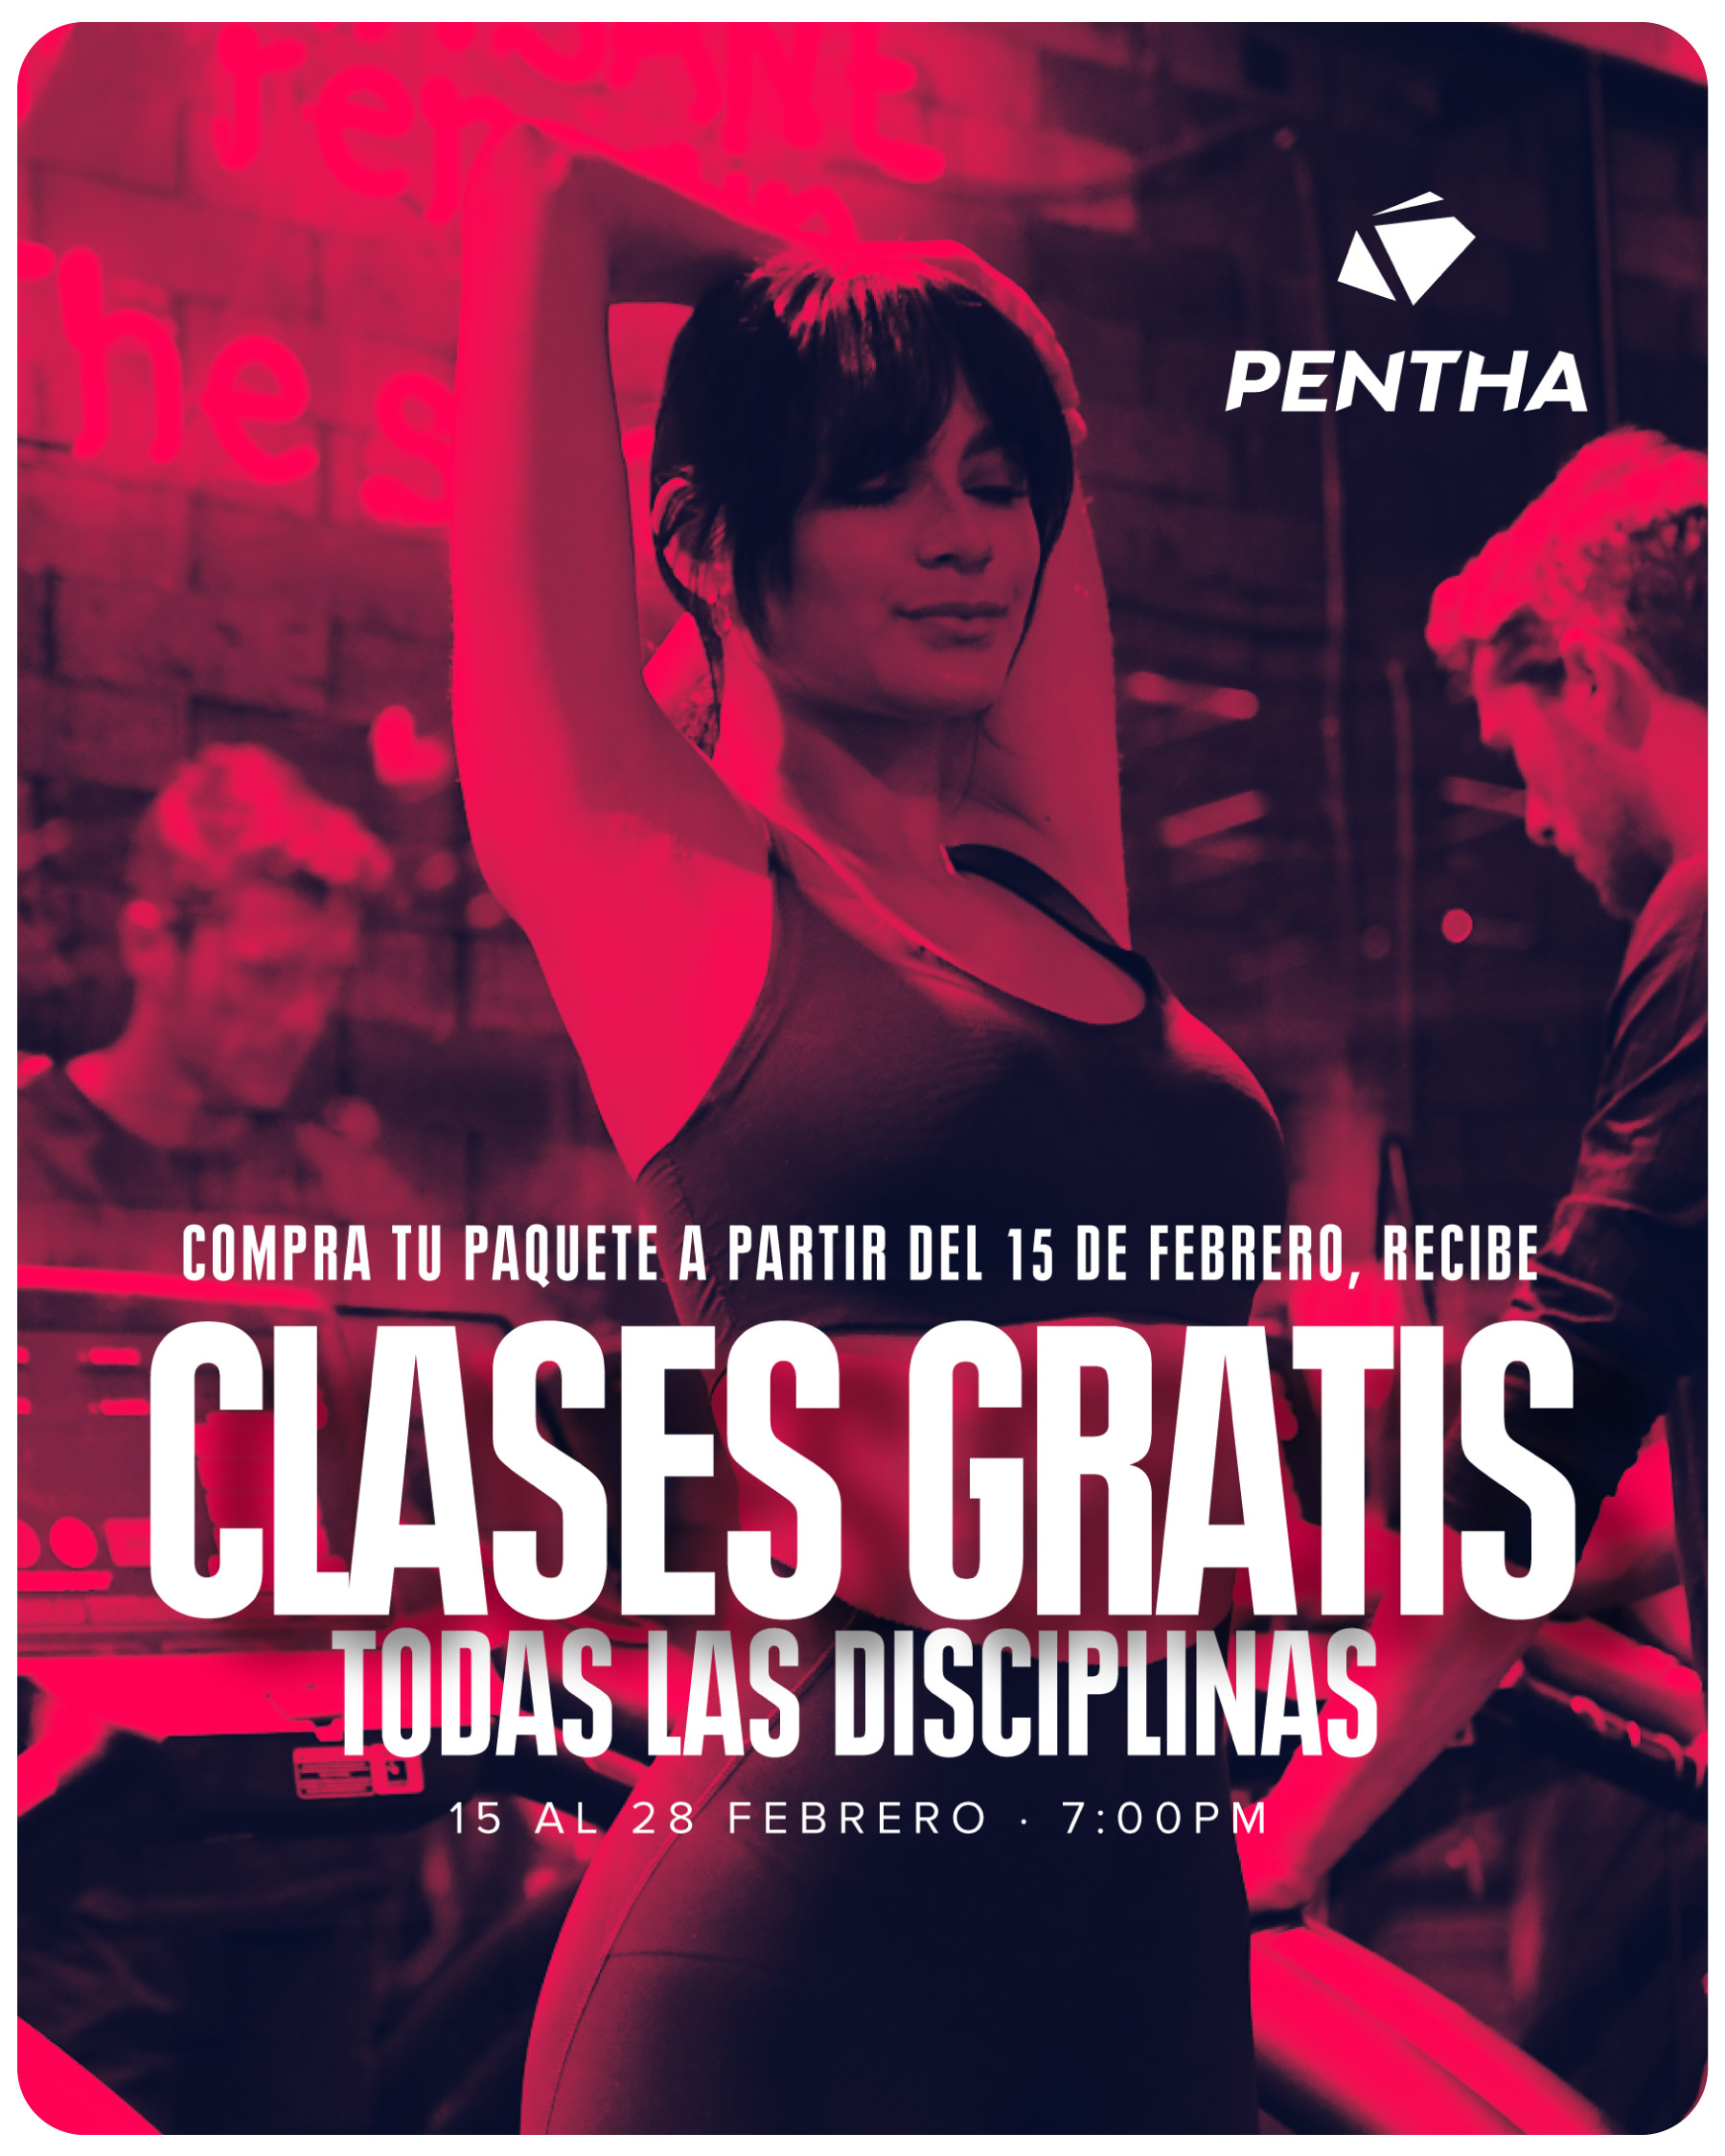 PENTHA
COMPRA TU PAQUETE A PARTIR DEL 15 DE FEBRERO, RECIBE
CLASES GRATIS
TODAS LAS DISCIPLINAS
15 AL 28 FEBRERO · 7:00PM